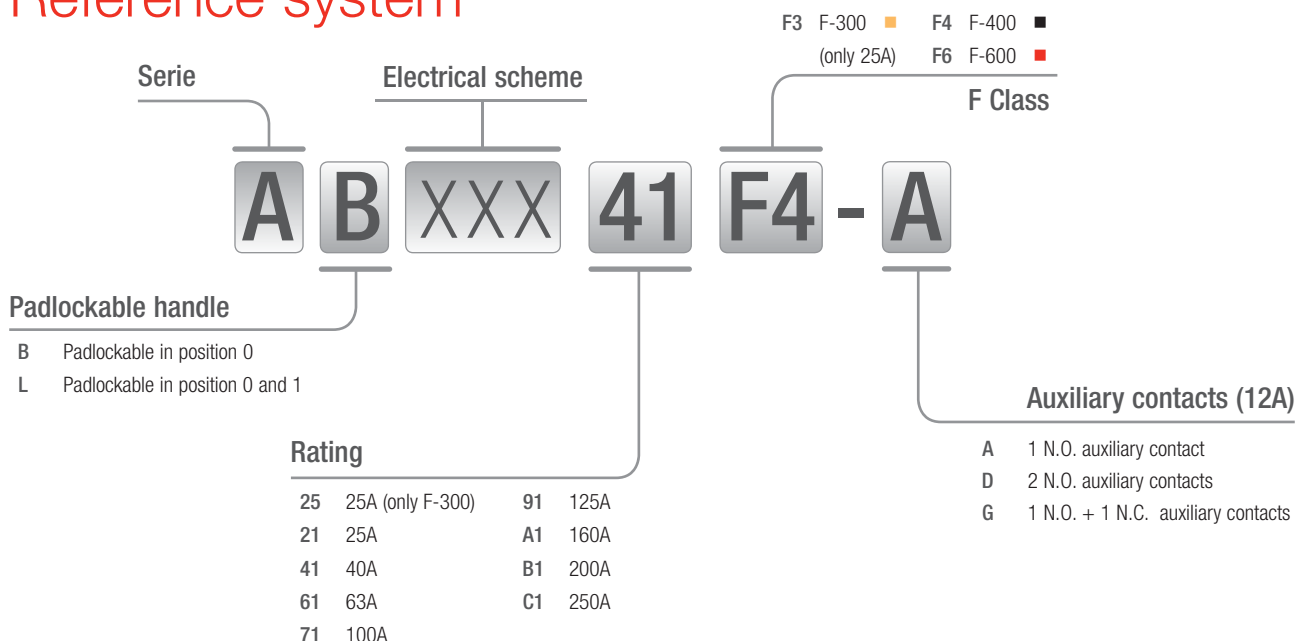 Reference system
F3 F-300 F4 F-400
(only 25A) F6 F-600
F Class
Serie
Electrical scheme
A B XXX 41 F4 - A
Padlockable handle
B Padlockable in position 0
L Padlockable in position 0 and 1
Rating
25 25A (only F-300) 91 125A
21 25A A1 160A
41 40A B1 200A
61 63A C1 250A
71 100A
Auxiliary contacts (12A)
A 1 N.O. auxiliary contact
D 2 N.O. auxiliary contacts
G 1 N.O. + 1 N.C. auxiliary contacts